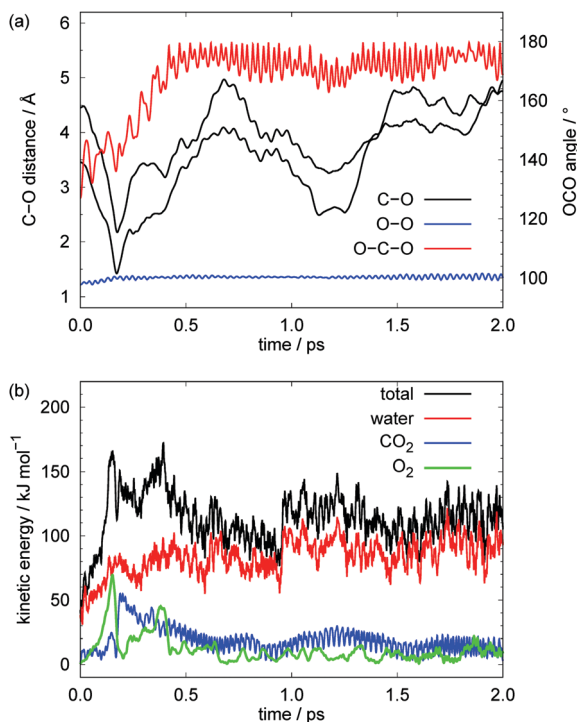 (a)
6
5
4
3
2
1
C−O distance / Å
180
160
140
120
100
OCO angle / °
C−O
O−O
O−C−O
0.0 0.5 1.0 1.5 2.0
time / ps
(b)
200
150
100
50
0
kinetic energy / kJ mol⁻¹
total
water
CO₂
O₂
0.0 0.5 1.0 1.5 2.0
time / ps